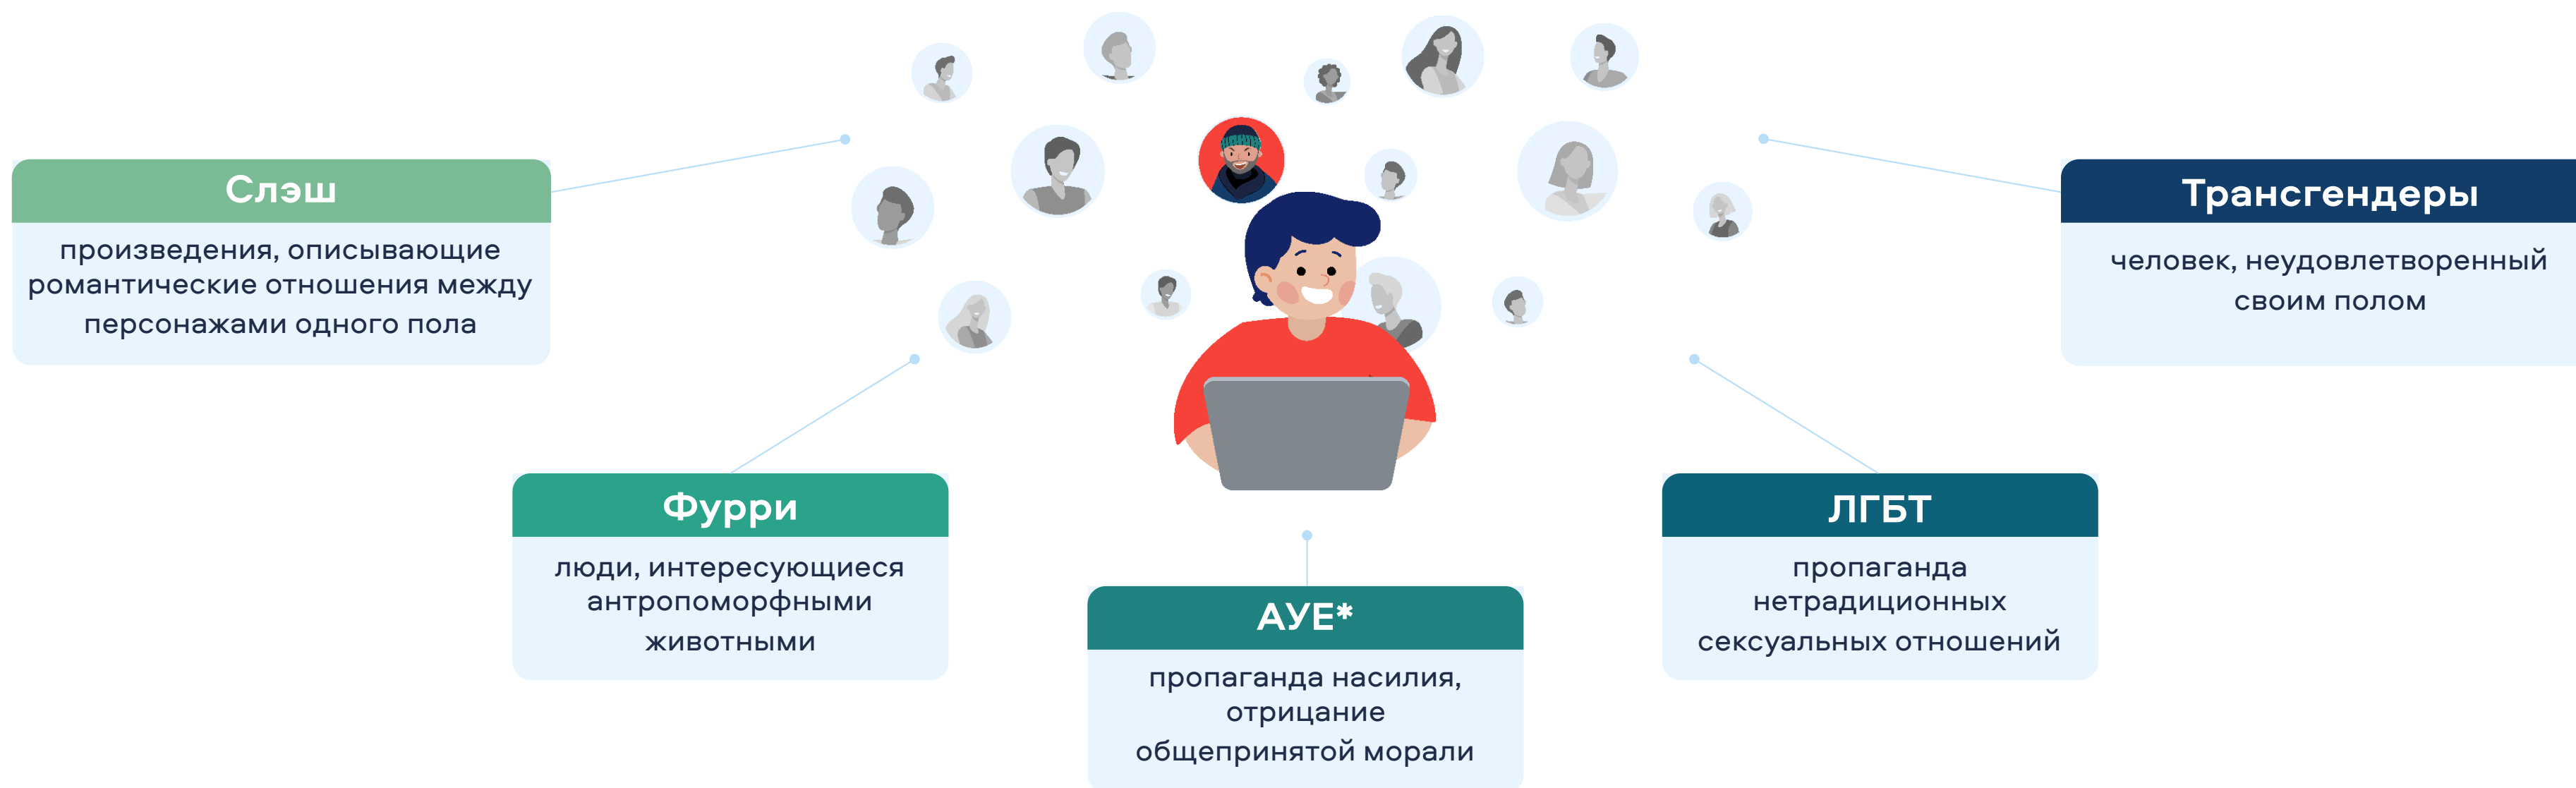 Слэш
произведения, описывающие
романтические отношения между
персонажами одного пола
Трансгендеры
человек, неудовлетворенный
своим полом
Фурри
люди, интересующиеся
антропоморфными
животными
АУЕ*
пропаганда насилия,
отрицание
общепринятой морали
ЛГБТ
пропаганда
нетрадиционных
сексуальных отношений